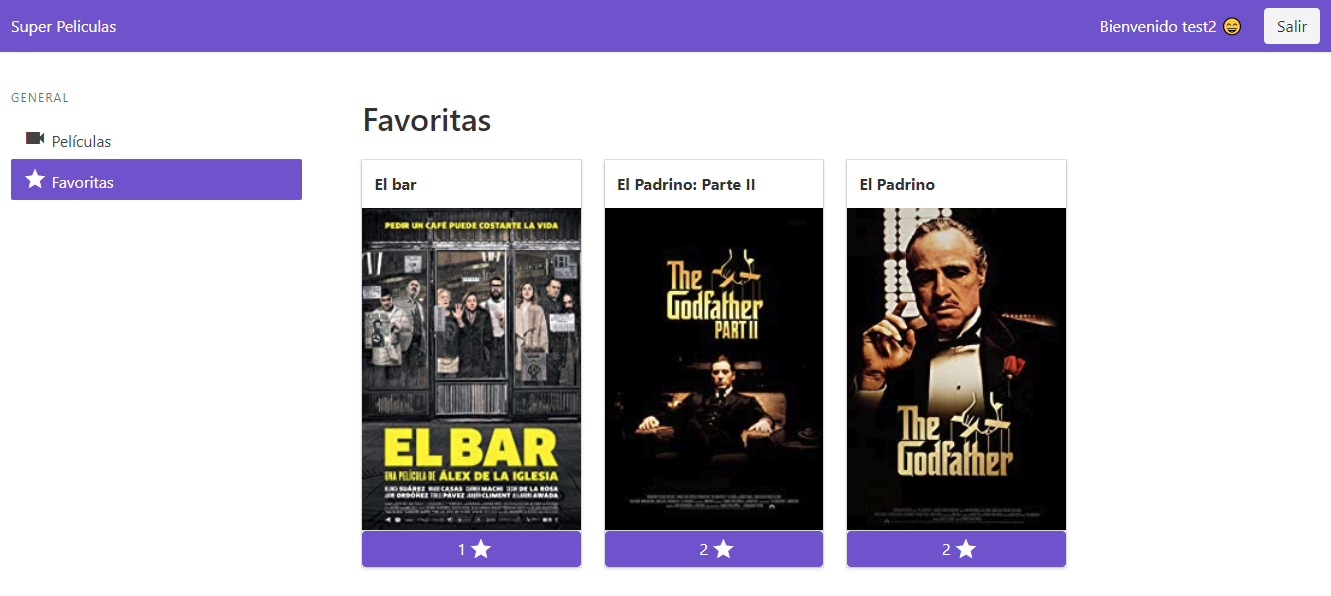 Super Peliculas
Bienvenido test2 😄
Salir
GENERAL
Películas
Favoritas
Favoritas
El bar
PEDIR UN CAFÉ PUEDE COSTARTE LA VIDA
EL BAR
UNA PELÍCULA DE ÁLEX DE LA IGLESIA
BLANCA SUÁREZ MARIO CASAS CARMEN MACHI SECUN DE LA ROSA
JAIME ORDÓÑEZ TERELE PÁVEZ JOAQUÍN CLIMENT ALEJANDRO AWADA
1
El Padrino: Parte II
The
Godfather
PART II
2
El Padrino
The
Godfather
2